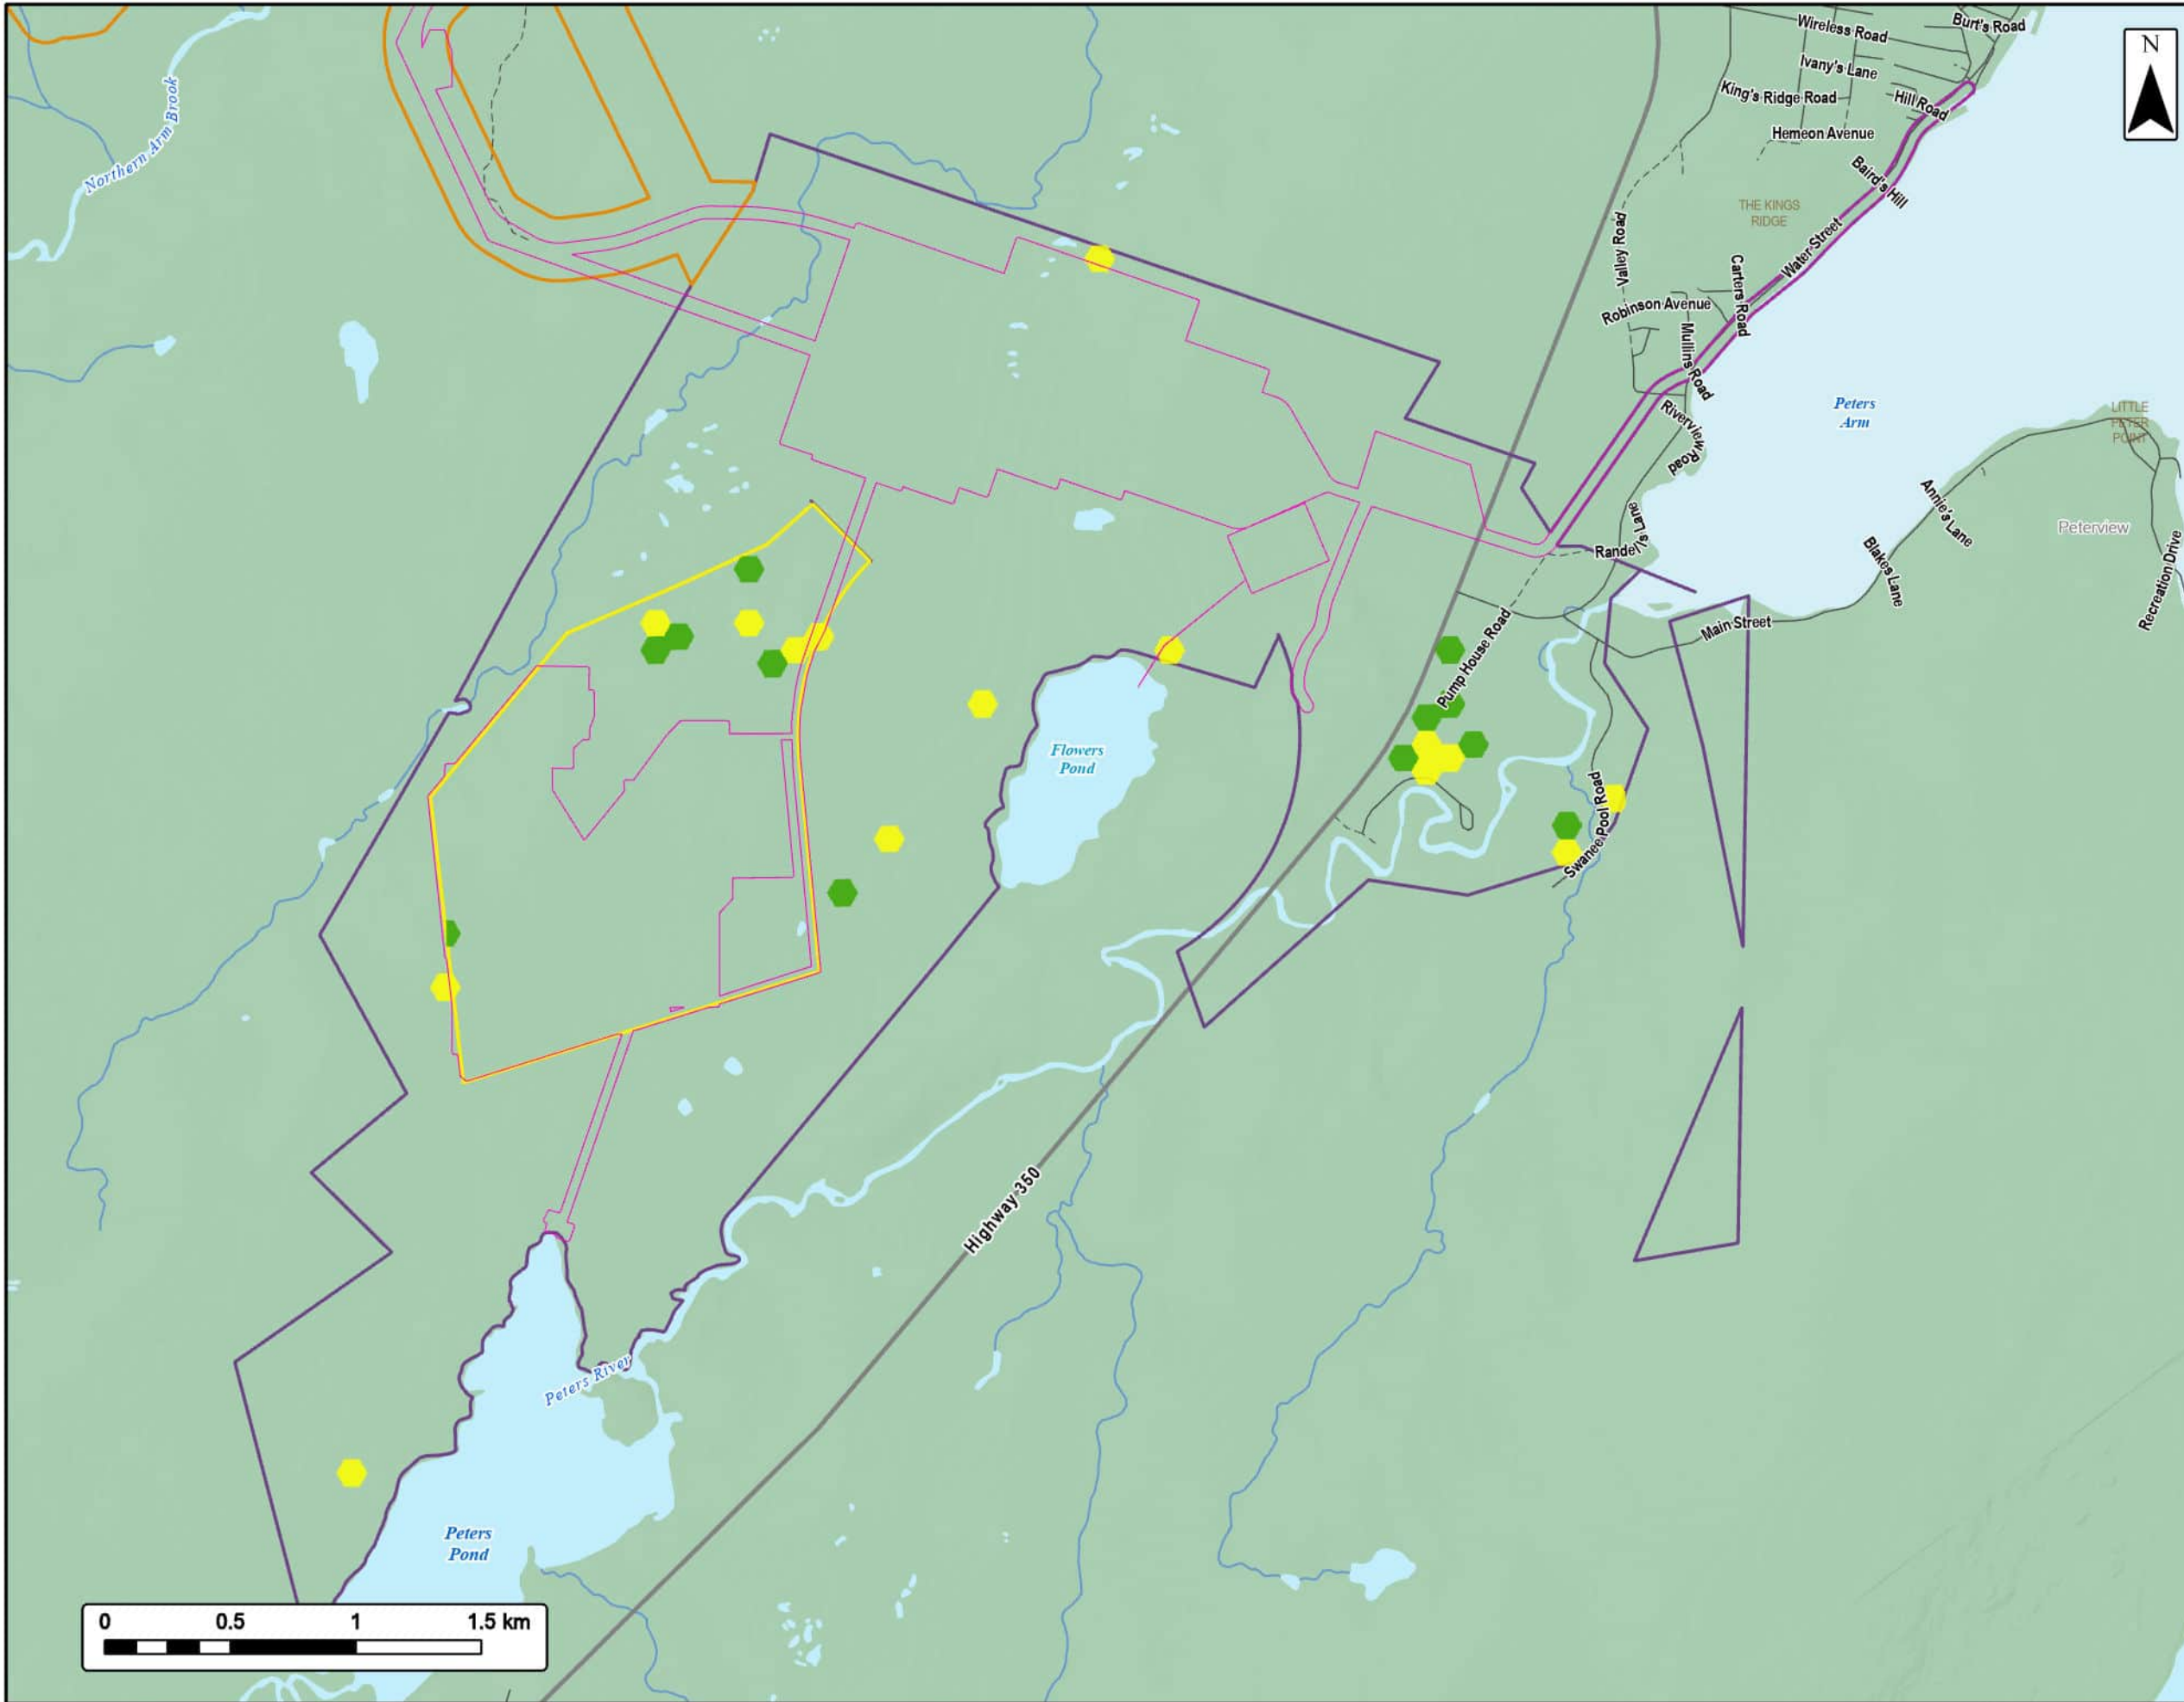 Wireless Road
Burt's Road
N
Ivany's Lane
King's Ridge Road
Hill Road
Hemeon Avenue
Northern Arm Brook
Baird's Hill
THE KINGS
RIDGE
Valley Road
Water Street
Carters Road
Robinson Avenue
Mullins Road
Riverview Road
Peters
Arm
LITTLE
PETER
POINT
Annie's Lane
Peterview
Randell's Lane
Blakes Lane
Recreation Drive
Main Street
Pump House Road
Flowers
Pond
Swanee Pool Road
Highway 350
Peters River
Peters
Pond
0 0.5 1 1.5 km